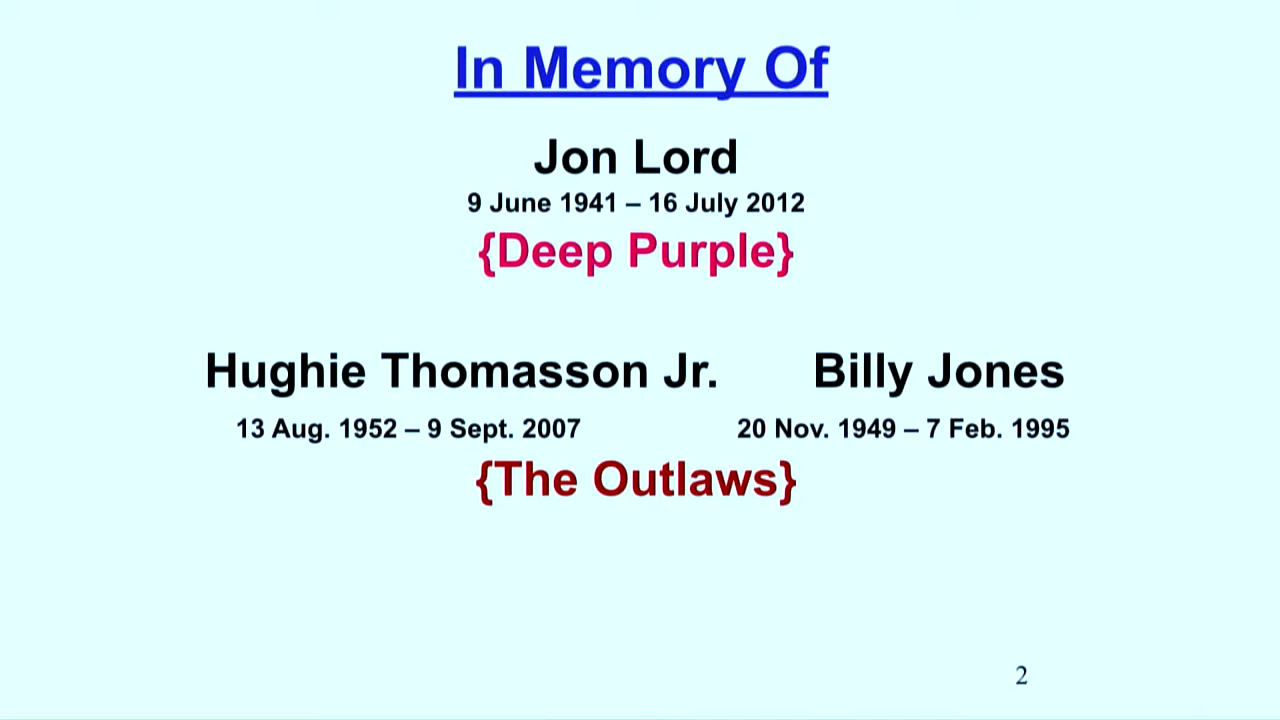 In Memory Of
Jon Lord
9 June 1941 – 16 July 2012
{Deep Purple}
Hughie Thomasson Jr. Billy Jones
13 Aug. 1952 – 9 Sept. 2007 20 Nov. 1949 – 7 Feb. 1995
{The Outlaws}
2